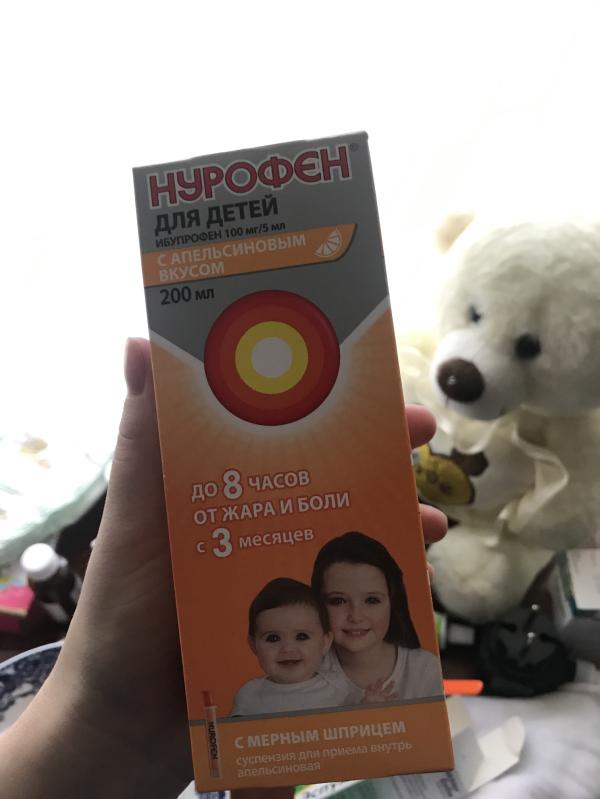 НУРОФЕН®
ДЛЯ ДЕТЕЙ
ИБУПРОФЕН 100 мг/5 мл
С АПЕЛЬСИНОВЫМ
ВКУСОМ
200 мл
ДО 8 ЧАСОВ
ОТ ЖАРА И БОЛИ
с 3 месяцев
NUROFEN
С МЕРНЫМ ШПРИЦЕМ
суспензия для приема внутрь
апельсиновая